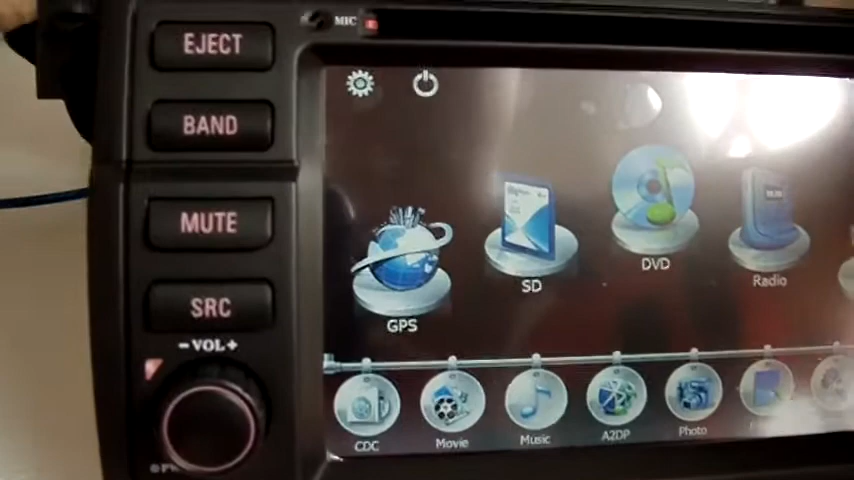 EJECT
MIC
BAND
MUTE
SRC
-VOL+
GPS
SD
DVD
Radio
CDC
Movie
Music
A2DP
Photo